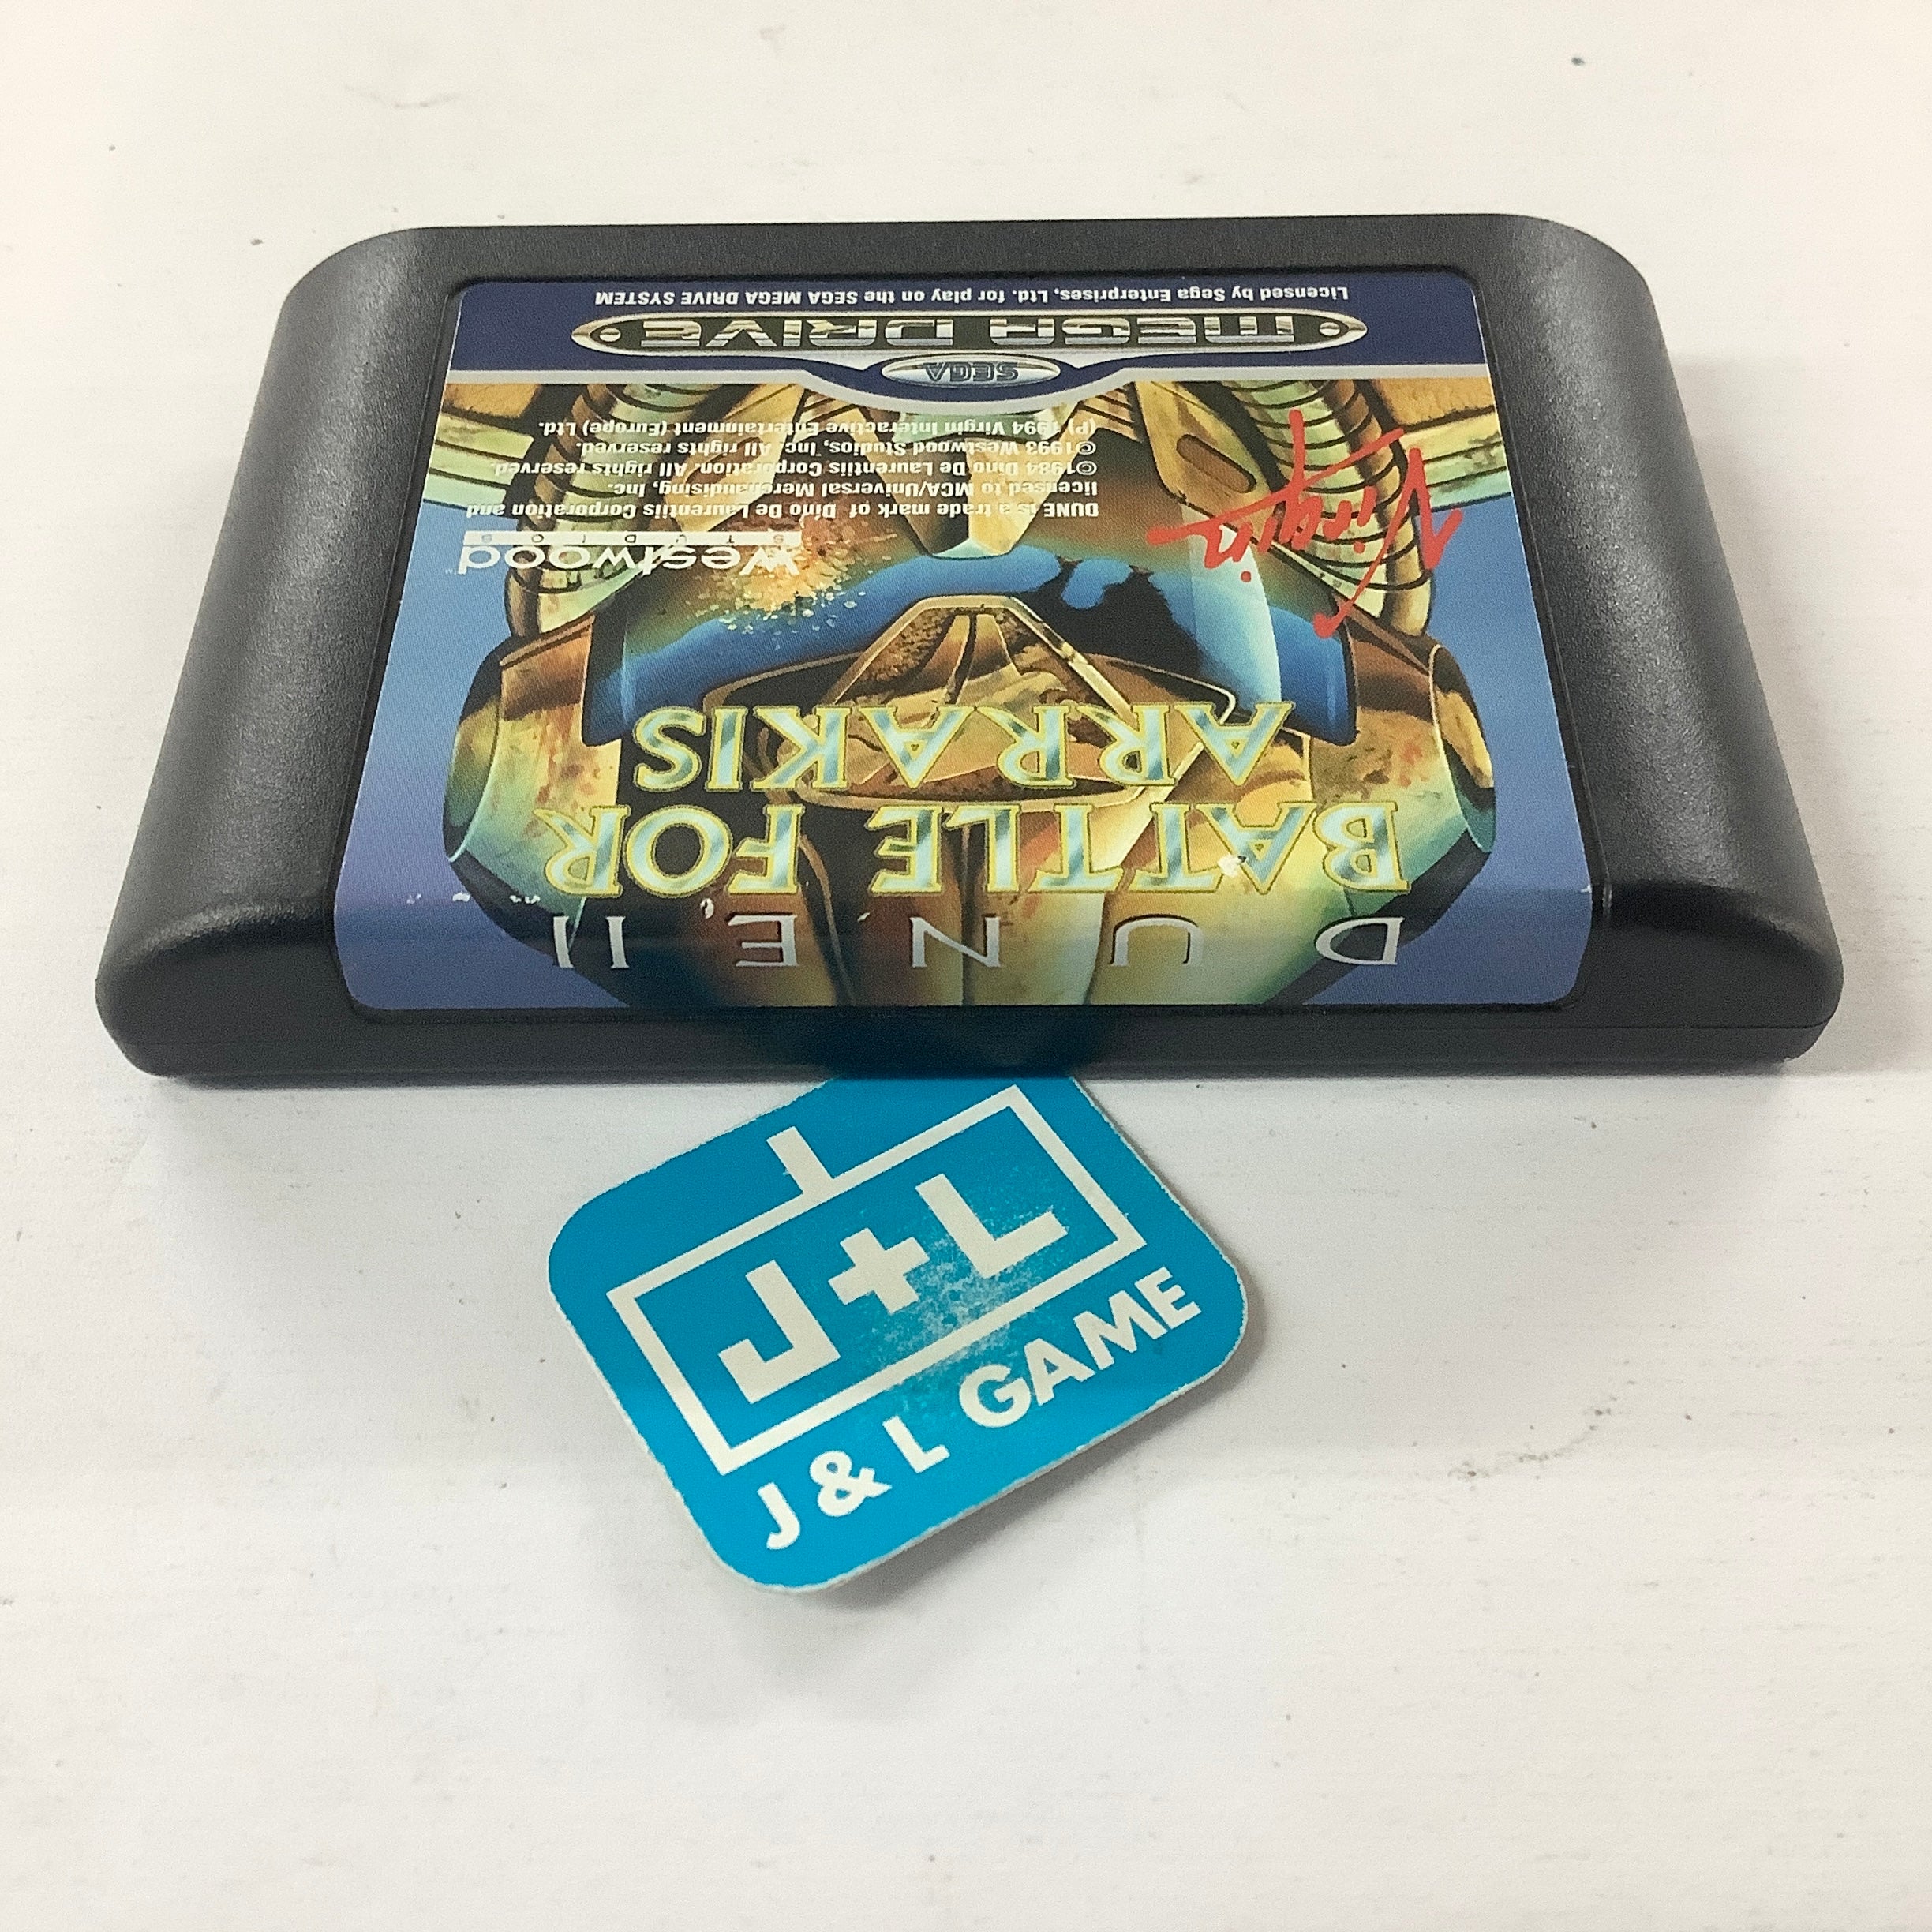 DUNE II
BATTLE FOR
ARRAKIS
Virgin
Westwood
STUDIOS
DUNE is a trade mark of Dino De Laurentiis Corporation and
licensed to MCA/Universal Merchandising, Inc.
©1984 Dino De Laurentiis Corporation. All rights reserved.
©1993 Westwood Studios, Inc. All rights reserved.
(P) 1994 Virgin Interactive Entertainment (Europe) Ltd.
SEGA
MEGA DRIVE
Licensed by Sega Enterprises, Ltd. for play on the SEGA MEGA DRIVE SYSTEM
J+L
J & L GAME